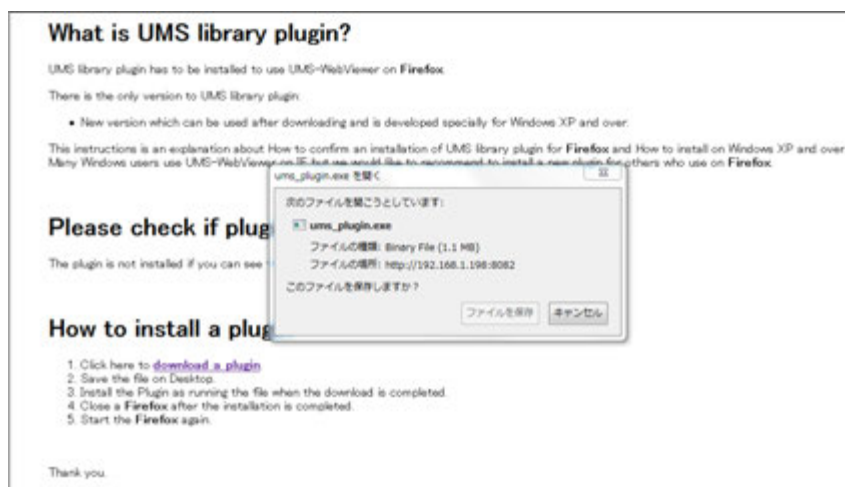 What is UMS library plugin?
UMS library plugin has to be installed to use UMS-WebViewer on Firefox
There is the only version to UMS library plugin:
New version which can be used after downloading and is developed specially for Windows XP and over.
This instructions is an explanation about How to confirm an installation of UMS library plugin for Firefox and How to install on Windows XP and over
Many Windows users use UMS-WebViewer on IE but we would like to recommend to install a new plugin for others who use on Firefox
ums_plugin.exe を開く
次のファイルを開こうとしています:
ums_plugin.exe
ファイルの種類: Binary File (1.1 MB)
ファイルの場所: http://192.168.1.198:8082
このファイルを保存しますか?
ファイルを保存 キャンセル
Please check if plug
The plugin is not installed if you can see
How to install a plug
1. Click here to download a plugin
2. Save the file on Desktop.
3. Install the Plugin as running the file when the download is completed.
4. Close a Firefox after the installation is completed.
5. Start the Firefox again.
Thank you.